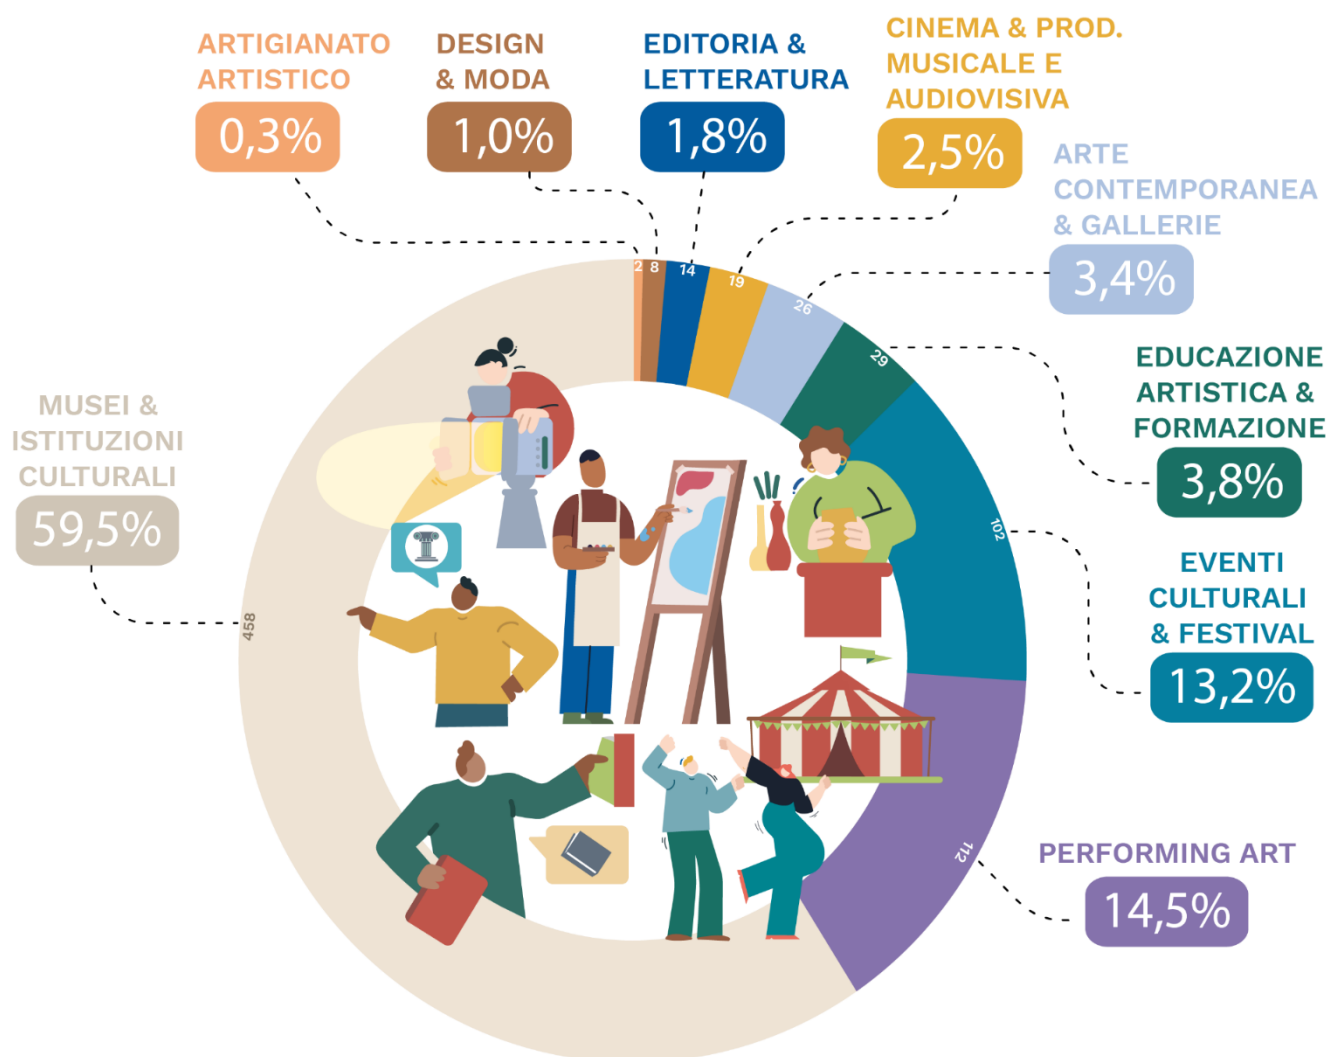 ARTIGIANATO
ARTISTICO
0,3%
DESIGN
& MODA
1,0%
EDITORIA &
LETTERATURA
1,8%
CINEMA & PROD.
MUSICALE E
AUDIOVISIVA
2,5%
ARTE
CONTEMPORANEA
& GALLERIE
3,4%
EDUCAZIONE
ARTISTICA &
FORMAZIONE
3,8%
EVENTI
CULTURALI
& FESTIVAL
13,2%
PERFORMING ART
14,5%
MUSEI &
ISTITUZIONI
CULTURALI
59,5%
2
8
14
19
26
29
102
112
458